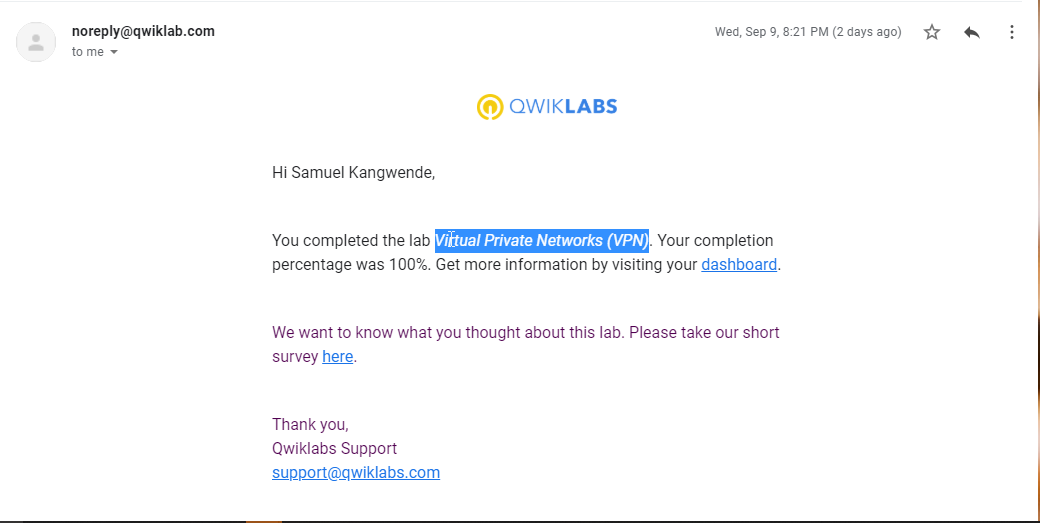 noreply@qwiklab.com
Wed, Sep 9, 8:21 PM (2 days ago)
to me
QWIKLABS
Hi Samuel Kangwende,
You completed the lab Virtual Private Networks (VPN). Your completion
percentage was 100%. Get more information by visiting your dashboard.
We want to know what you thought about this lab. Please take our short
survey here.
Thank you,
Qwiklabs Support
support@qwiklabs.com